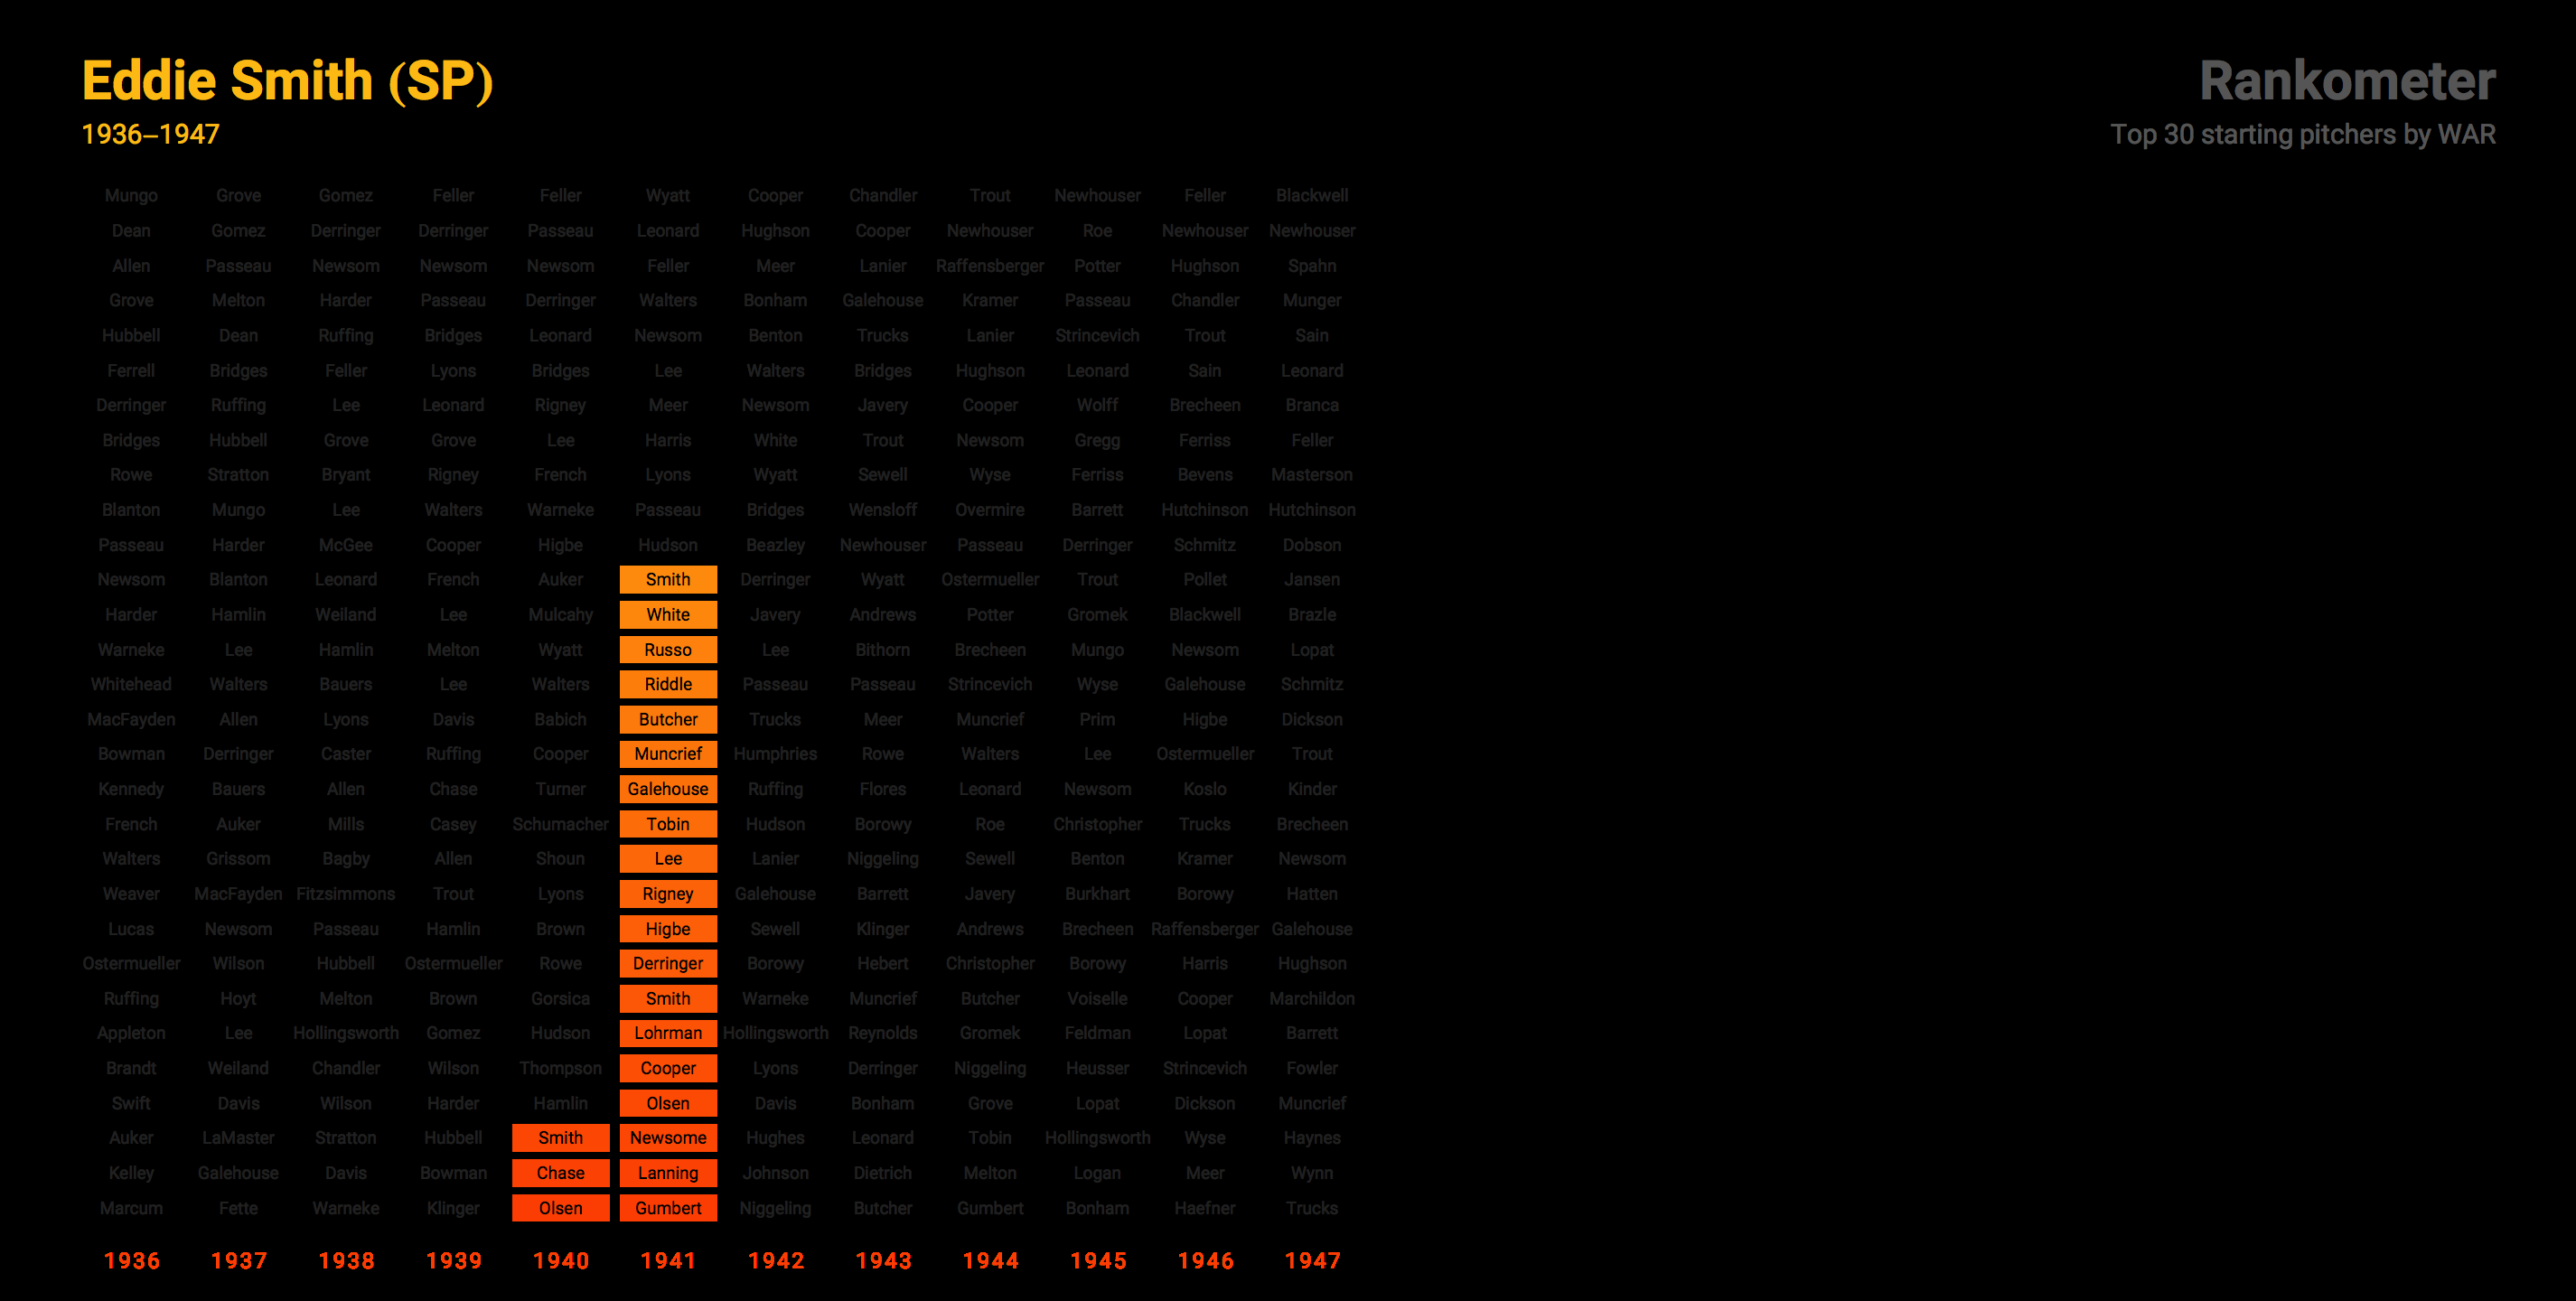 Eddie Smith (SP)
1936–1947
Rankometer
Top 30 starting pitchers by WAR
Mungo Grove Gomez Feller Feller Wyatt Cooper Chandler Trout Newhouser Feller Blackwell
Dean Gomez Derringer Derringer Passeau Leonard Hughson Cooper Newhouser Roe Newhouser Newhouser
Allen Passeau Newsom Newsom Newsom Feller Meer Lanier Raffensberger Potter Hughson Spahn
Grove Melton Harder Passeau Derringer Walters Bonham Galehouse Kramer Passeau Chandler Munger
Hubbell Dean Ruffing Bridges Leonard Newsom Benton Trucks Lanier Strincevich Trout Sain
Ferrell Bridges Feller Lyons Bridges Lee Walters Bridges Hughson Leonard Sain Leonard
Derringer Ruffing Lee Leonard Rigney Meer Newsom Javery Cooper Wolff Brecheen Branca
Bridges Hubbell Grove Grove Lee Harris White Trout Newsom Gregg Ferriss Feller
Rowe Stratton Bryant Rigney French Lyons Wyatt Sewell Wyse Ferriss Bevens Masterson
Blanton Mungo Lee Walters Warneke Passeau Bridges Wensloff Overmire Barrett Hutchinson Hutchinson
Passeau Harder McGee Cooper Higbe Hudson Beazley Newhouser Passeau Derringer Schmitz Dobson
Newsom Blanton Leonard French Auker Smith Derringer Wyatt Ostermueller Trout Pollet Jansen
Harder Hamlin Weiland Lee Mulcahy White Javery Andrews Potter Gromek Blackwell Brazle
Warneke Lee Hamlin Melton Wyatt Russo Lee Bithorn Brecheen Mungo Newsom Lopat
Whitehead Walters Bauers Lee Walters Riddle Passeau Passeau Strincevich Wyse Galehouse Schmitz
MacFayden Allen Lyons Davis Babich Butcher Trucks Meer Muncrief Prim Higbe Dickson
Bowman Derringer Caster Ruffing Cooper Muncrief Humphries Rowe Walters Lee Ostermueller Trout
Kennedy Bauers Allen Chase Turner Galehouse Ruffing Flores Leonard Newsom Koslo Kinder
French Auker Mills Casey Schumacher Tobin Hudson Borowy Roe Christopher Trucks Brecheen
Walters Grissom Bagby Allen Shoun Lee Lanier Niggeling Sewell Benton Kramer Newsom
Weaver MacFayden Fitzsimmons Trout Lyons Rigney Galehouse Barrett Javery Burkhart Borowy Hatten
Lucas Newsom Passeau Hamlin Brown Higbe Sewell Klinger Andrews Brecheen Raffensberger Galehouse
Ostermueller Wilson Hubbell Ostermueller Rowe Derringer Borowy Hebert Christopher Borowy Harris Hughson
Ruffing Hoyt Melton Brown Gorsica Smith Warneke Muncrief Butcher Voiselle Cooper Marchildon
Appleton Lee Hollingsworth Gomez Hudson Lohrman Hollingsworth Reynolds Gromek Feldman Lopat Barrett
Brandt Weiland Chandler Wilson Thompson Cooper Lyons Derringer Niggeling Heusser Strincevich Fowler
Swift Davis Wilson Harder Hamlin Olsen Davis Bonham Grove Lopat Dickson Muncrief
Auker LaMaster Stratton Hubbell Smith Newsome Hughes Leonard Tobin Hollingsworth Wyse Haynes
Kelley Galehouse Davis Bowman Chase Lanning Johnson Dietrich Melton Logan Meer Wynn
Marcum Fette Warneke Klinger Olsen Gumbert Niggeling Butcher Gumbert Bonham Haefner Trucks
1936 1937 1938 1939 1940 1941 1942 1943 1944 1945 1946 1947